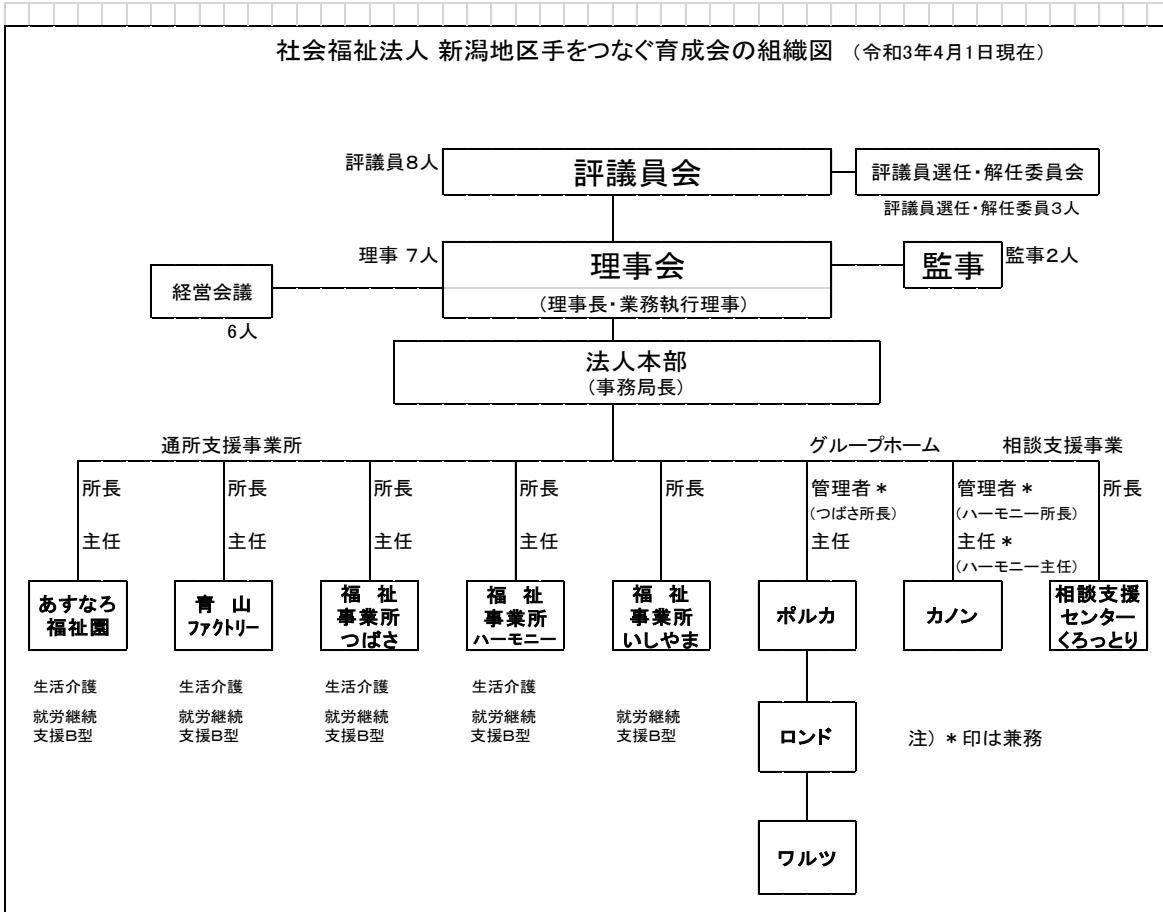 社会福祉法人 新潟地区手をつなぐ育成会の組織図 （令和3年4月1日現在）
評議員８人
評議員会
評議員選任・解任委員会
評議員選任・解任委員３人
理事 ７人
理事会
(理事長・業務執行理事)
監事
監事２人
経営会議
6人
法人本部
(事務局長)
通所支援事業所
グループホーム
相談支援事業
所長
主任
あすなろ
福祉園
生活介護
就労継続
支援Ｂ型
所長
主任
青 山
ファクトリー
生活介護
就労継続
支援Ｂ型
所長
主任
福 祉
事業所
つばさ
生活介護
就労継続
支援Ｂ型
所長
主任
福 祉
事業所
ハーモニー
生活介護
就労継続
支援Ｂ型
所長
福 祉
事業所
いしやま
就労継続
支援Ｂ型
管理者＊
(つばさ所長)
主任
ポルカ
ロンド
ワルツ
管理者＊
(ハーモニー所長)
主任＊
(ハーモニー主任)
カノン
所長
相談支援
センター
くろっとり
注）＊印は兼務